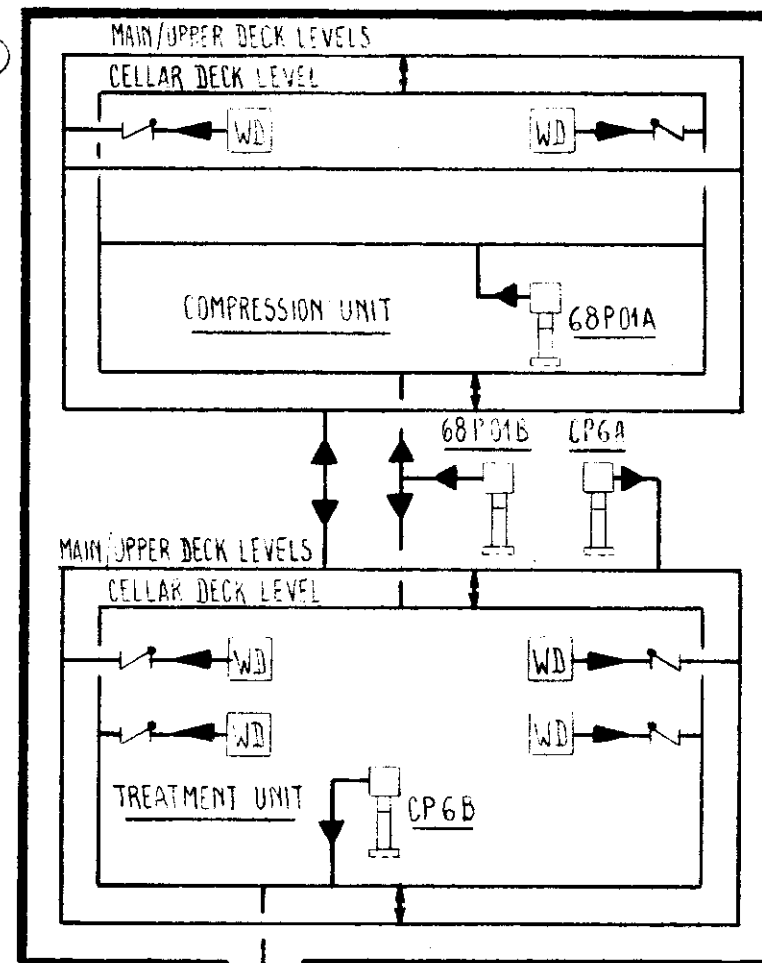 MAIN/UPPER DECK LEVELS
CELLAR DECK LEVEL
WD WD
COMPRESSION UNIT
68P01A
68P01B CP6A
MAIN/UPPER DECK LEVELS
CELLAR DECK LEVEL
WD WD
WD WD
TREATMENT UNIT
CP6B